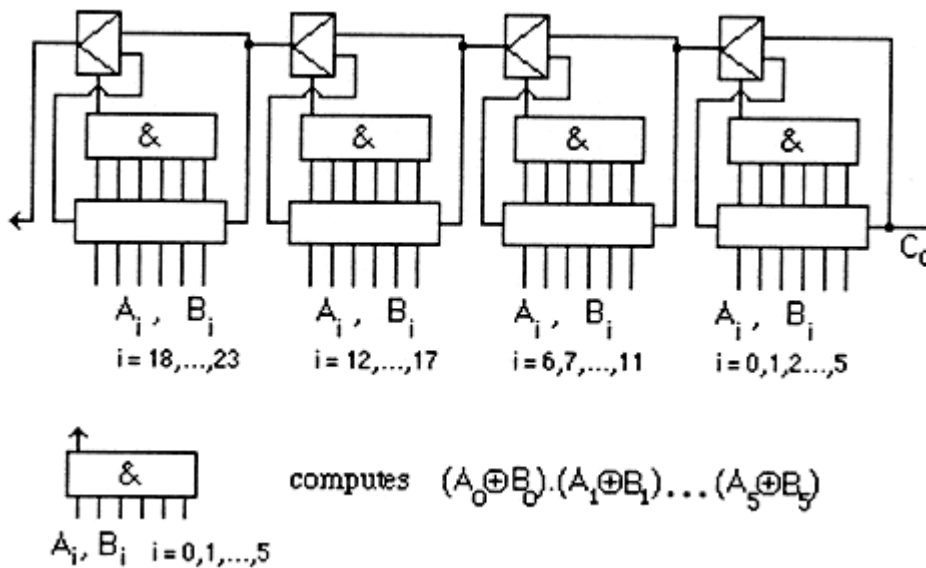 & & & &
C₀
Aᵢ , Bᵢ Aᵢ , Bᵢ Aᵢ , Bᵢ Aᵢ , Bᵢ
i = 18,...,23 i = 12,...,17 i = 6,7,...,11 i = 0,1,2...,5
& computes (A₀⊕B₀).(A₁⊕B₁)...(A₅⊕B₅)
Aᵢ, Bᵢ i = 0,1,...,5